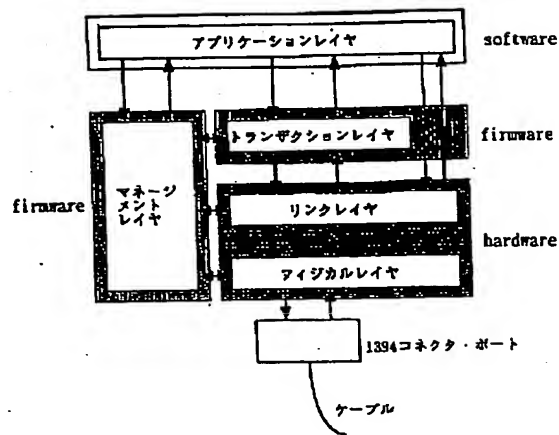 アプリケーションレイヤ
software
トランザクションレイヤ
firmware
firmware
マネージ
メント
レイヤ
リンクレイヤ
hardware
フィジカルレイヤ
1394コネクタ・ポート
ケーブル